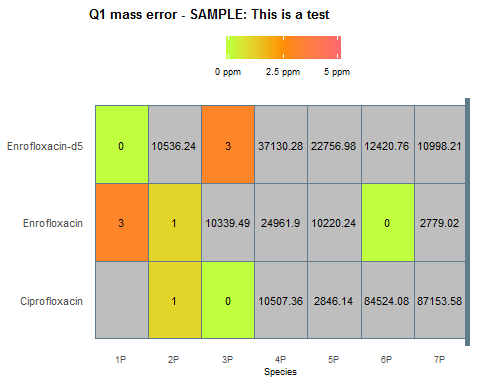 Q1 mass error - SAMPLE: This is a test
0 ppm 2.5 ppm 5 ppm
Enrofloxacin-d5 0 10536.24 3 37130.28 22756.98 12420.76 10998.21
Enrofloxacin 3 1 10339.49 24961.9 10220.24 0 2779.02
Ciprofloxacin 1 0 10507.36 2846.14 84524.08 87153.58
1P 2P 3P 4P 5P 6P 7P
Species